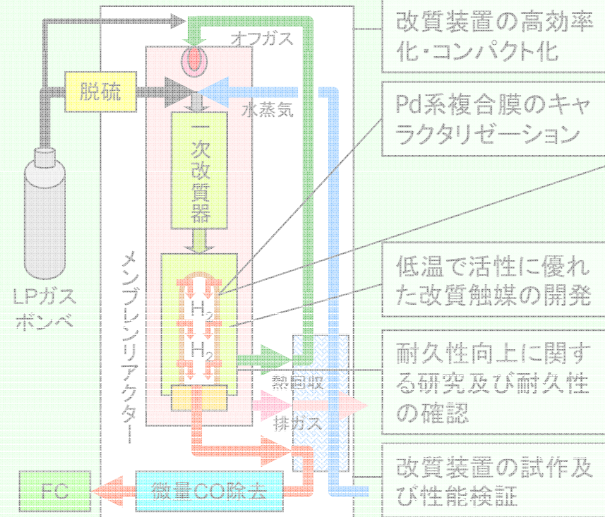 改質装置の高効率
化・コンパクト化
オフガス
脱硫
水蒸気
Pd系複合膜のキャ
ラクタリゼーション
一次改質器
メンブレンリアクター
LPガス
ボンベ
H2
H2
低温で活性に優れ
た改質触媒の開発
熱回収
排ガス
耐久性向上に関す
る研究及び耐久性
の確認
FC
微量CO除去
改質装置の試作及
び性能検証